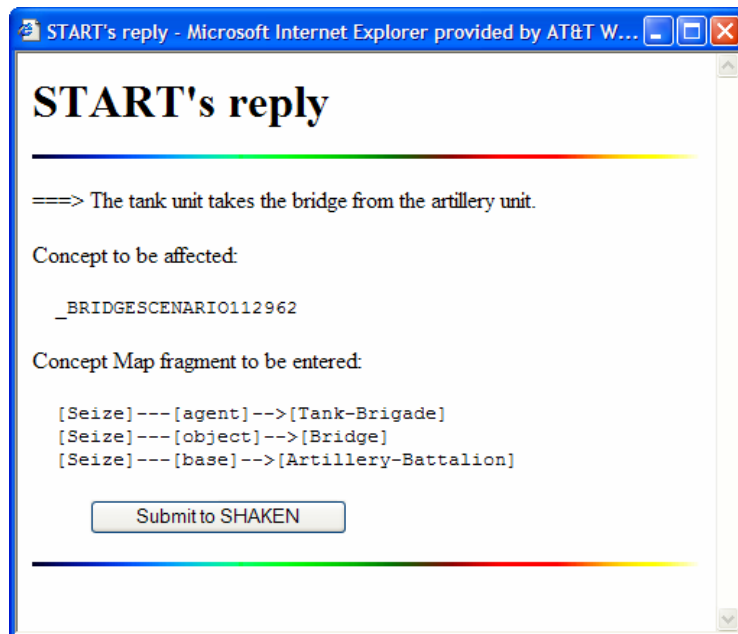 START's reply - Microsoft Internet Explorer provided by AT&T W...
START's reply
===> The tank unit takes the bridge from the artillery unit.
Concept to be affected:
_BRIDGESCENARIO112962
Concept Map fragment to be entered:
[Seize]---[agent]-->[Tank-Brigade]
[Seize]---[object]-->[Bridge]
[Seize]---[base]-->[Artillery-Battalion]
Submit to SHAKEN